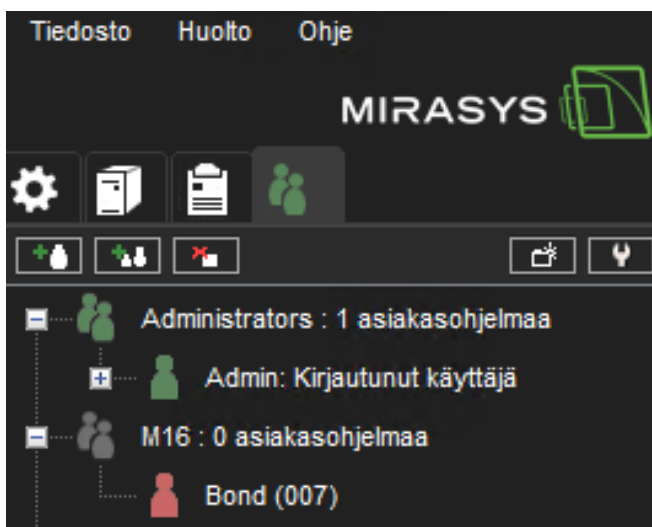 Tiedosto Huolto Ohje
MIRASYS
Administrators : 1 asiakasohjelmaa
Admin: Kirjautunut käyttäjä
M16 : 0 asiakasohjelmaa
Bond (007)